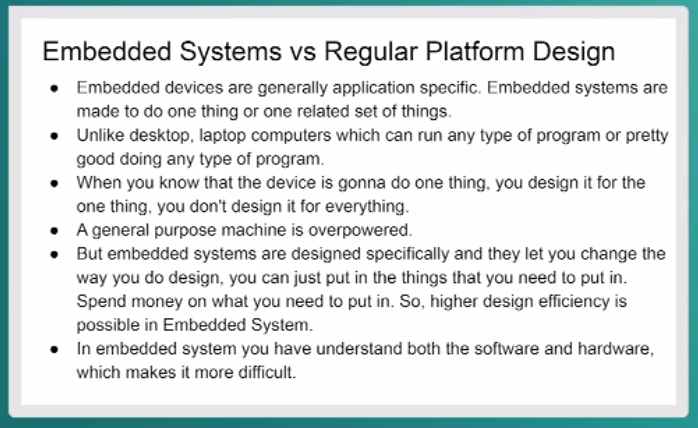 Embedded Systems vs Regular Platform Design
● Embedded devices are generally application specific. Embedded systems are
made to do one thing or one related set of things.
● Unlike desktop, laptop computers which can run any type of program or pretty
good doing any type of program.
● When you know that the device is gonna do one thing, you design it for the
one thing, you don't design it for everything.
● A general purpose machine is overpowered.
● But embedded systems are designed specifically and they let you change the
way you do design, you can just put in the things that you need to put in.
Spend money on what you need to put in. So, higher design efficiency is
possible in Embedded System.
● In embedded system you have understand both the software and hardware,
which makes it more difficult.